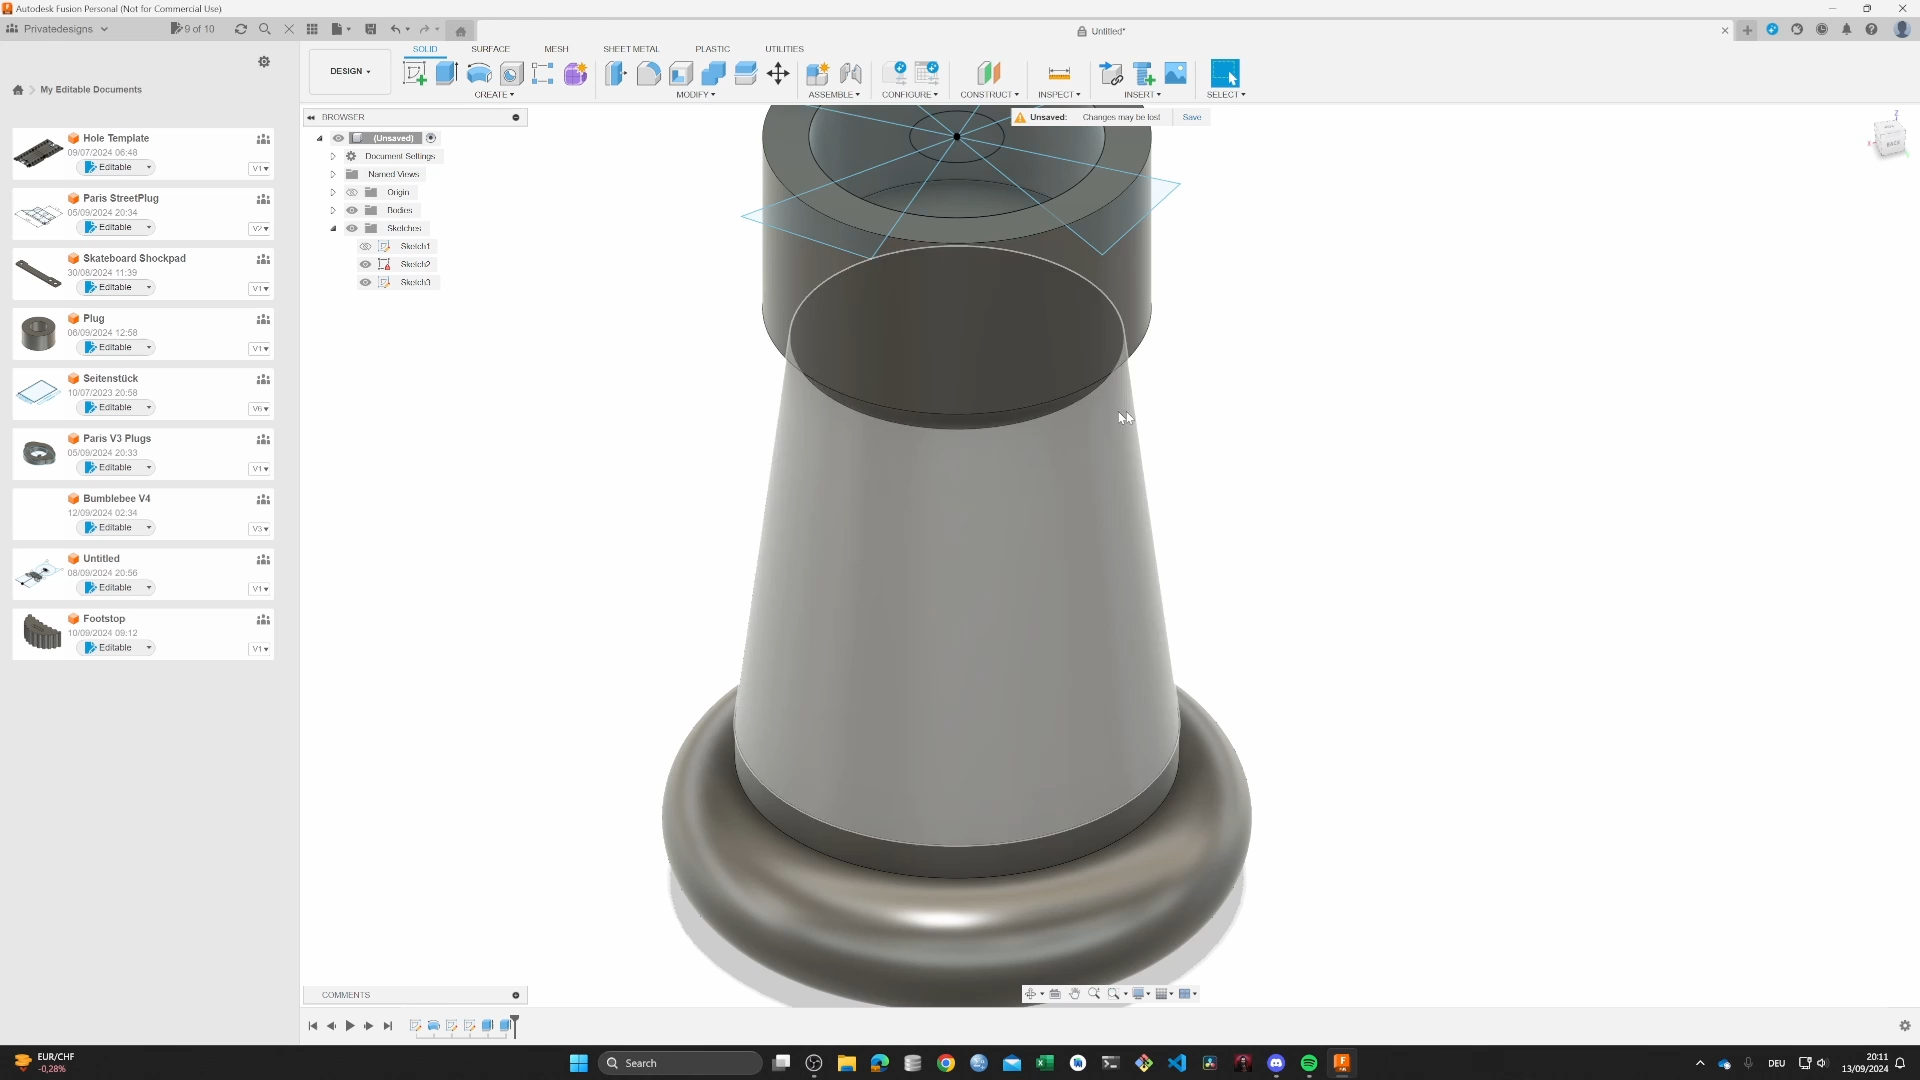 Autodesk Fusion Personal (Not for Commercial Use)
Privatedesigns
9 of 10
Untitled*
My Editable Documents
Hole Template
09/07/2024 06:48
Editable
V1
Paris StreetPlug
05/09/2024 20:34
Editable
V2
Skateboard Shockpad
30/08/2024 11:39
Editable
V1
Plug
06/09/2024 12:58
Editable
V1
Seitenstück
10/07/2023 20:58
Editable
V6
Paris V3 Plugs
05/09/2024 20:33
Editable
V1
Bumblebee V4
12/09/2024 02:34
Editable
V3
Untitled
08/09/2024 20:56
Editable
V1
Footstop
10/09/2024 09:12
Editable
V1
DESIGN
SOLID SURFACE MESH SHEET METAL PLASTIC UTILITIES
CREATE MODIFY ASSEMBLE CONFIGURE CONSTRUCT INSPECT INSERT SELECT
BROWSER
(Unsaved)
Document Settings
Named Views
Origin
Bodies
Sketches
Sketch1
Sketch2
Sketch3
Unsaved: Changes may be lost Save
BACK
COMMENTS
EUR/CHF
-0,28%
Search
DEU
20:11
13/09/2024